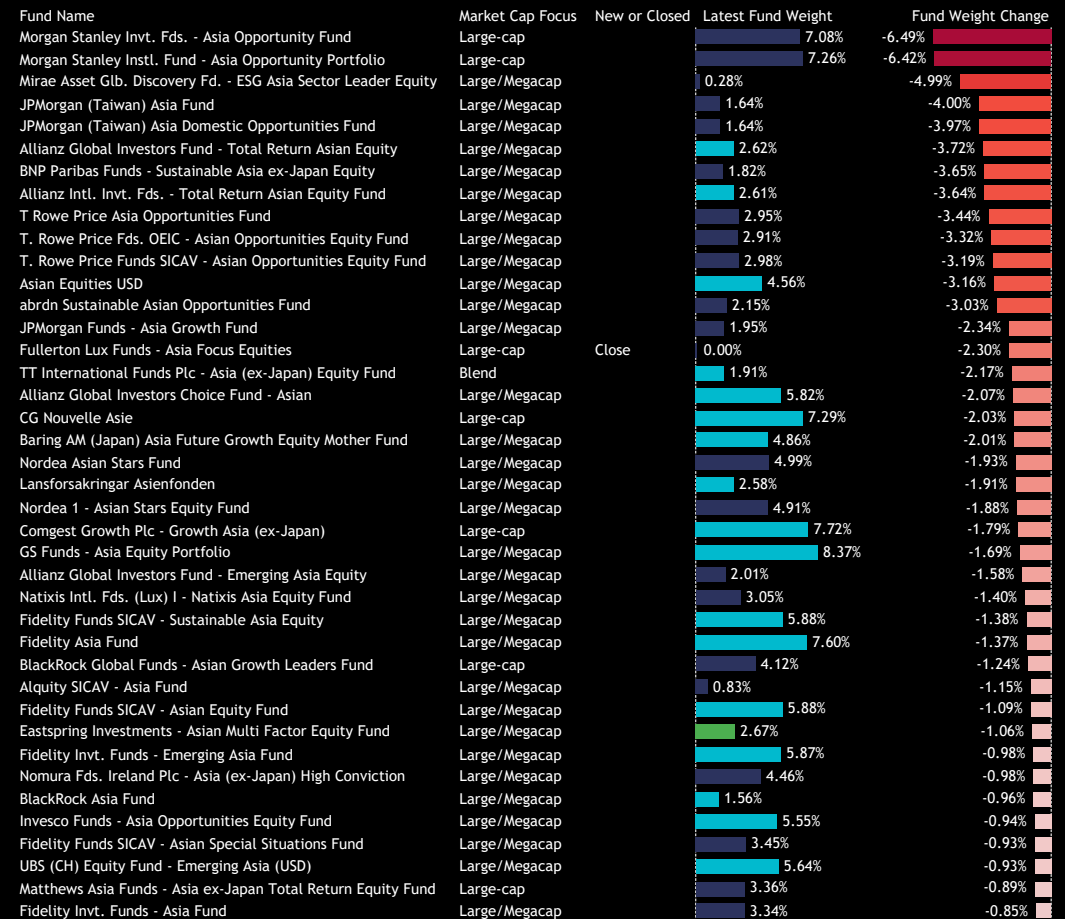 Fund Name Market Cap Focus New or Closed Latest Fund Weight Fund Weight Change
Morgan Stanley Invt. Fds. - Asia Opportunity Fund Large-cap 7.08% -6.49%
Morgan Stanley Instl. Fund - Asia Opportunity Portfolio Large-cap 7.26% -6.42%
Mirae Asset Glb. Discovery Fd. - ESG Asia Sector Leader Equity Large/Megacap 0.28% -4.99%
JPMorgan (Taiwan) Asia Fund Large/Megacap 1.64% -4.00%
JPMorgan (Taiwan) Asia Domestic Opportunities Fund Large/Megacap 1.64% -3.97%
Allianz Global Investors Fund - Total Return Asian Equity Large/Megacap 2.62% -3.72%
BNP Paribas Funds - Sustainable Asia ex-Japan Equity Large/Megacap 1.82% -3.65%
Allianz Intl. Invt. Fds. - Total Return Asian Equity Fund Large/Megacap 2.61% -3.64%
T Rowe Price Asia Opportunities Fund Large/Megacap 2.95% -3.44%
T. Rowe Price Fds. OEIC - Asian Opportunities Equity Fund Large/Megacap 2.91% -3.32%
T. Rowe Price Funds SICAV - Asian Opportunities Equity Fund Large/Megacap 2.98% -3.19%
Asian Equities USD Large/Megacap 4.56% -3.16%
abrdn Sustainable Asian Opportunities Fund Large/Megacap 2.15% -3.03%
JPMorgan Funds - Asia Growth Fund Large/Megacap 1.95% -2.34%
Fullerton Lux Funds - Asia Focus Equities Large-cap Close 0.00% -2.30%
TT International Funds Plc - Asia (ex-Japan) Equity Fund Blend 1.91% -2.17%
Allianz Global Investors Choice Fund - Asian Large/Megacap 5.82% -2.07%
CG Nouvelle Asie Large-cap 7.29% -2.03%
Baring AM (Japan) Asia Future Growth Equity Mother Fund Large/Megacap 4.86% -2.01%
Nordea Asian Stars Fund Large/Megacap 4.99% -1.93%
Lansforsakringar Asienfonden Large/Megacap 2.58% -1.91%
Nordea 1 - Asian Stars Equity Fund Large/Megacap 4.91% -1.88%
Comgest Growth Plc - Growth Asia (ex-Japan) Large-cap 7.72% -1.79%
GS Funds - Asia Equity Portfolio Large/Megacap 8.37% -1.69%
Allianz Global Investors Fund - Emerging Asia Equity Large/Megacap 2.01% -1.58%
Natixis Intl. Fds. (Lux) I - Natixis Asia Equity Fund Large/Megacap 3.05% -1.40%
Fidelity Funds SICAV - Sustainable Asia Equity Large/Megacap 5.88% -1.38%
Fidelity Asia Fund Large/Megacap 7.60% -1.37%
BlackRock Global Funds - Asian Growth Leaders Fund Large-cap 4.12% -1.24%
Alquity SICAV - Asia Fund Large/Megacap 0.83% -1.15%
Fidelity Funds SICAV - Asian Equity Fund Large/Megacap 5.88% -1.09%
Eastspring Investments - Asian Multi Factor Equity Fund Large/Megacap 2.67% -1.06%
Fidelity Invt. Funds - Emerging Asia Fund Large/Megacap 5.87% -0.98%
Nomura Fds. Ireland Plc - Asia (ex-Japan) High Conviction Large/Megacap 4.46% -0.98%
BlackRock Asia Fund Large/Megacap 1.56% -0.96%
Invesco Funds - Asia Opportunities Equity Fund Large/Megacap 5.55% -0.94%
Fidelity Funds SICAV - Asian Special Situations Fund Large/Megacap 3.45% -0.93%
UBS (CH) Equity Fund - Emerging Asia (USD) Large/Megacap 5.64% -0.93%
Matthews Asia Funds - Asia ex-Japan Total Return Equity Fund Large-cap 3.36% -0.89%
Fidelity Invt. Funds - Asia Fund Large/Megacap 3.34% -0.85%